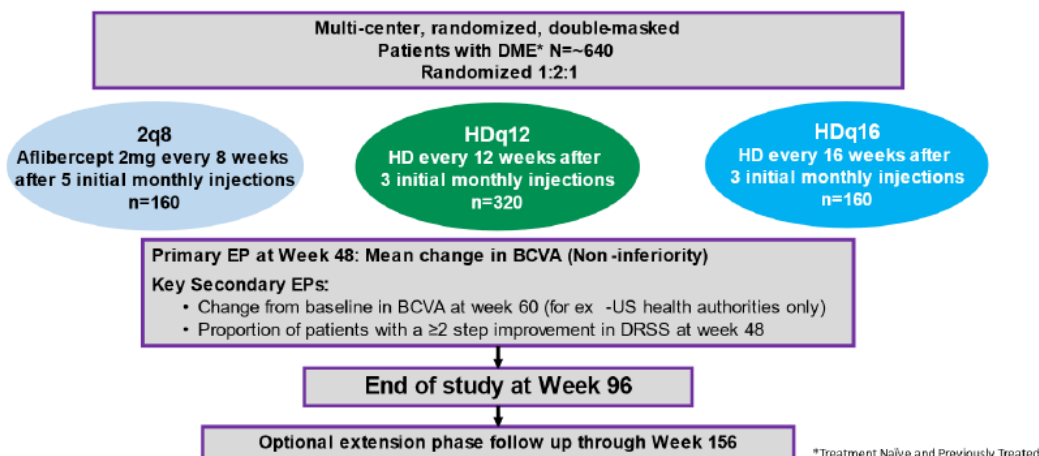 Multi-center, randomized, double-masked
Patients with DME* N=~640
Randomized 1:2:1
2q8
Aflibercept 2mg every 8 weeks
after 5 initial monthly injections
n=160
HDq12
HD every 12 weeks after
3 initial monthly injections
n=320
HDq16
HD every 16 weeks after
3 initial monthly injections
n=160
Primary EP at Week 48: Mean change in BCVA (Non-inferiority)
Key Secondary EPs:
• Change from baseline in BCVA at week 60 (for ex -US health authorities only)
• Proportion of patients with a ≥2 step improvement in DRSS at week 48
End of study at Week 96
Optional extension phase follow up through Week 156
*Treatment Naïve and Previously Treated